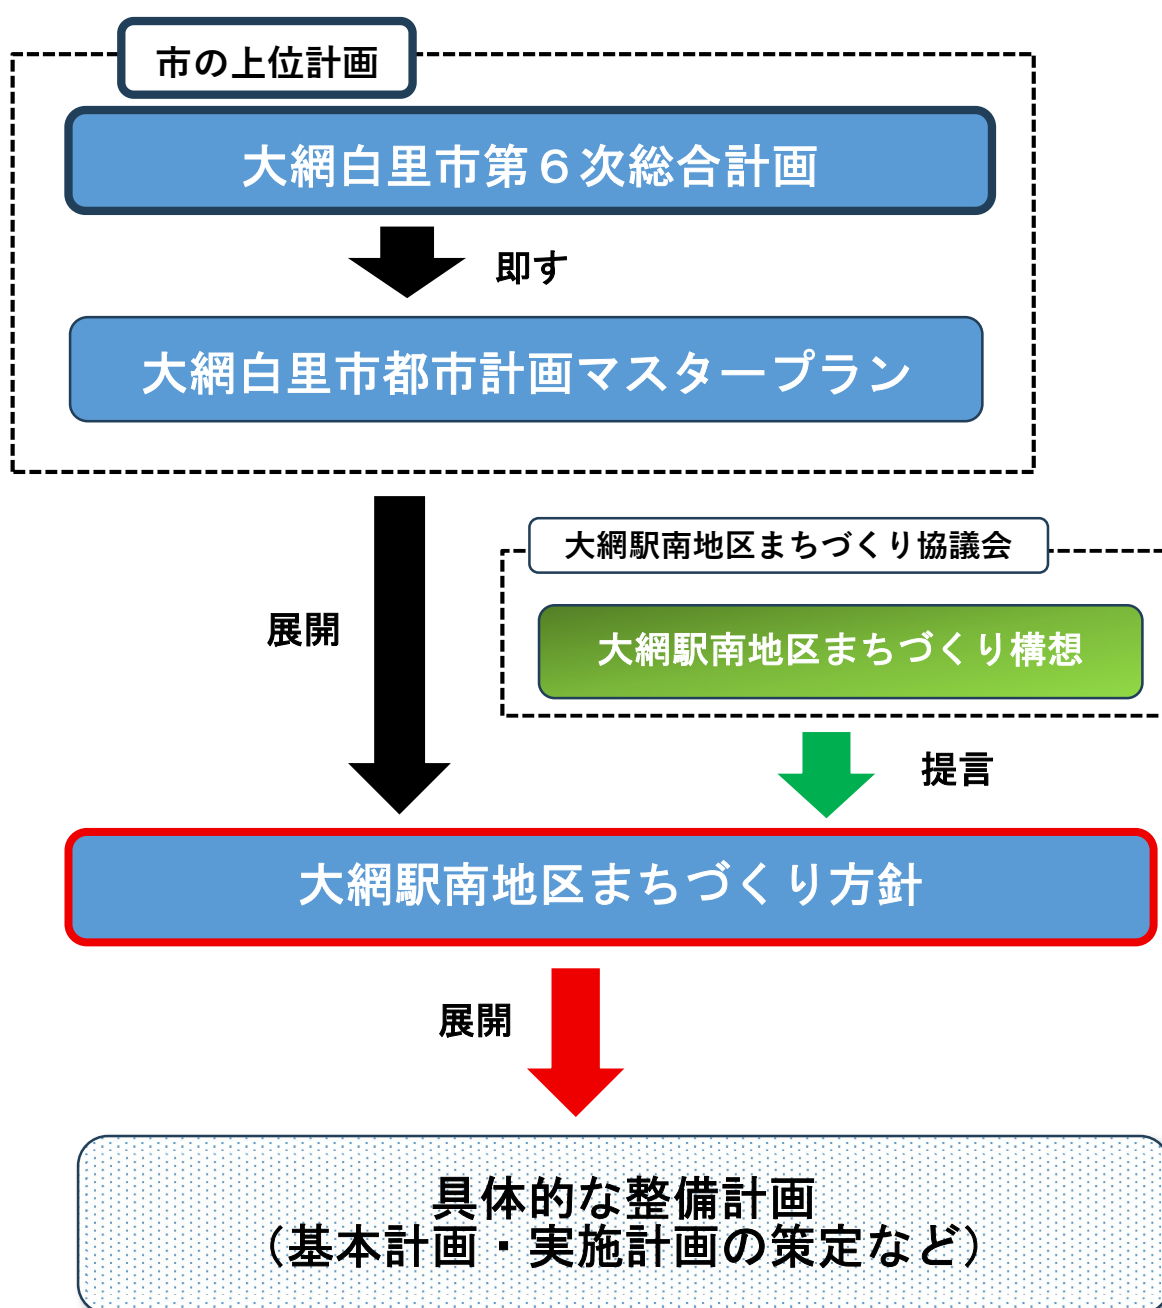 市の上位計画
大網白里市第６次総合計画
即す
大網白里市都市計画マスタープラン
大網駅南地区まちづくり協議会
展開
大網駅南地区まちづくり構想
提言
大網駅南地区まちづくり方針
展開
具体的な整備計画
（基本計画・実施計画の策定など）